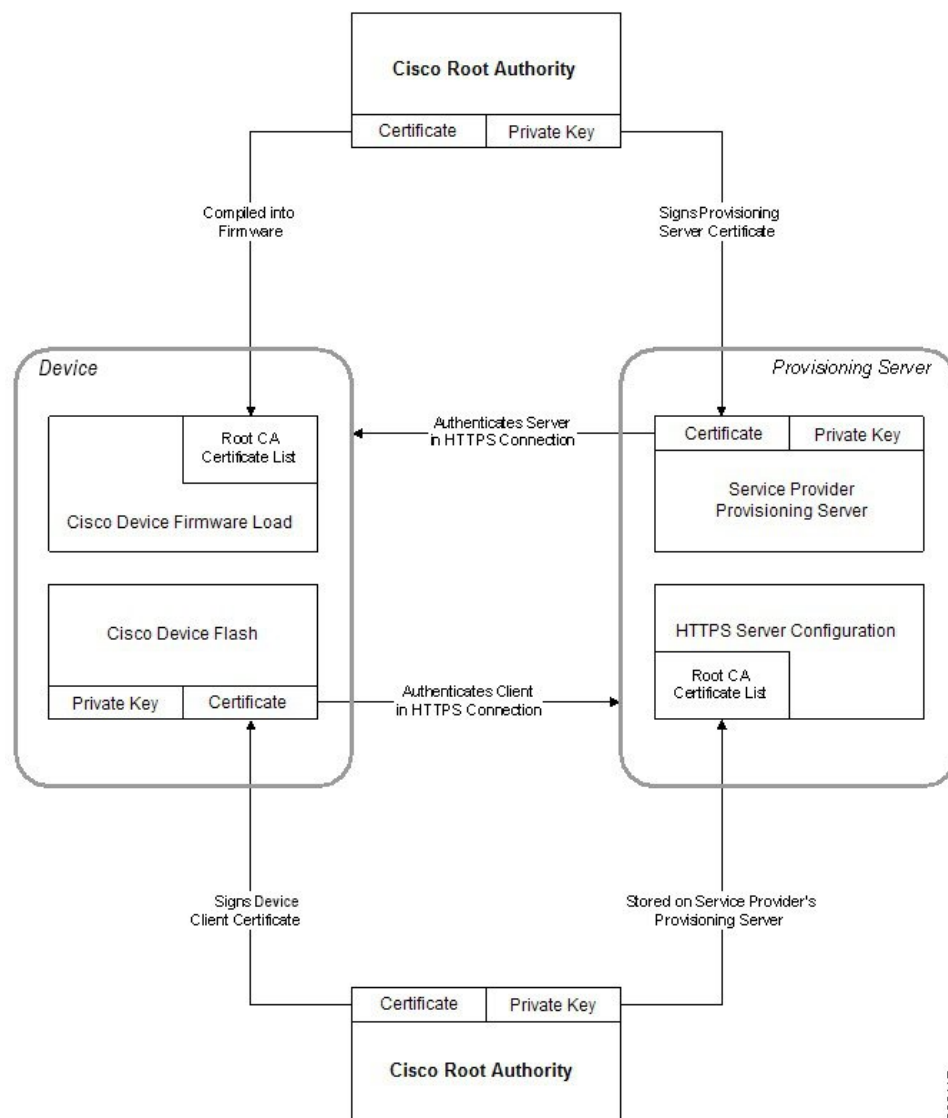 Cisco Root Authority
Certificate
Private Key
Compiled into
Firmware
Signs Provisioning
Server Certificate
Device
Provisioning Server
Root CA
Certificate List
Cisco Device Firmware Load
Authenticates Server
in HTTPS Connection
Certificate
Private Key
Service Provider
Provisioning Server
Cisco Device Flash
Private Key
Certificate
Authenticates Client
in HTTPS Connection
HTTPS Server Configuration
Root CA
Certificate List
Signs Device
Client Certificate
Stored on Service Provider's
Provisioning Server
Certificate
Private Key
Cisco Root Authority